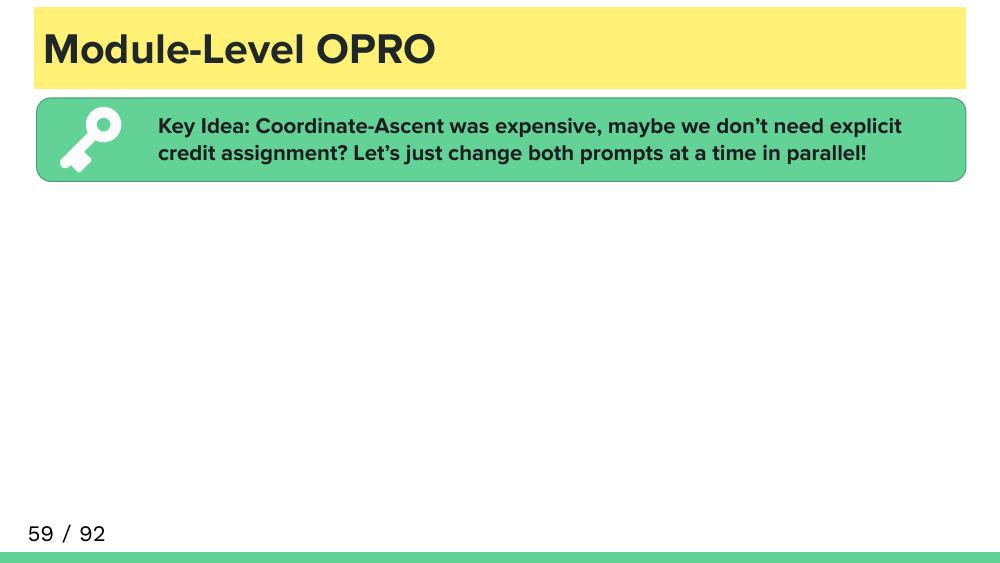 Module-Level OPRO
Key Idea: Coordinate-Ascent was expensive, maybe we don’t need explicit
credit assignment? Let’s just change both prompts at a time in parallel!
59 / 92